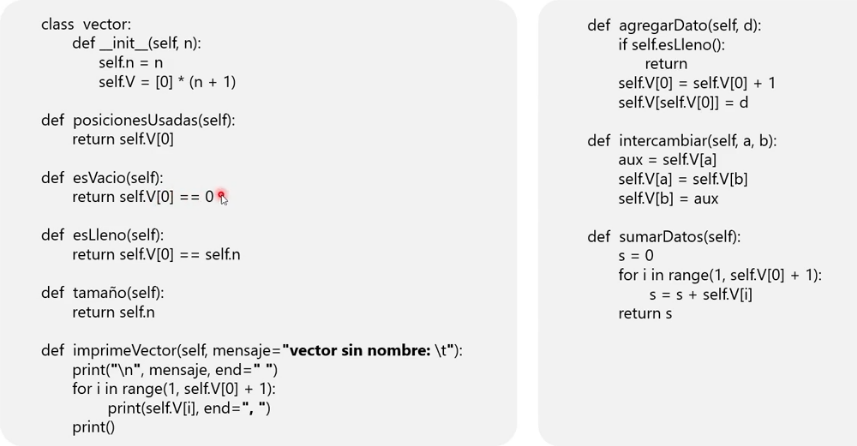 class vector:
def __init__(self, n):
self.n = n
self.V = [0] * (n + 1)
def posicionesUsadas(self):
return self.V[0]
def esVacio(self):
return self.V[0] == 0
def esLleno(self):
return self.V[0] == self.n
def tamaño(self):
return self.n
def imprimeVector(self, mensaje="vector sin nombre: \t"):
print("\n", mensaje, end=" ")
for i in range(1, self.V[0] + 1):
print(self.V[i], end=", ")
print()
def agregarDato(self, d):
if self.esLleno():
return
self.V[0] = self.V[0] + 1
self.V[self.V[0]] = d
def intercambiar(self, a, b):
aux = self.V[a]
self.V[a] = self.V[b]
self.V[b] = aux
def sumarDatos(self):
s = 0
for i in range(1, self.V[0] + 1):
s = s + self.V[i]
return s